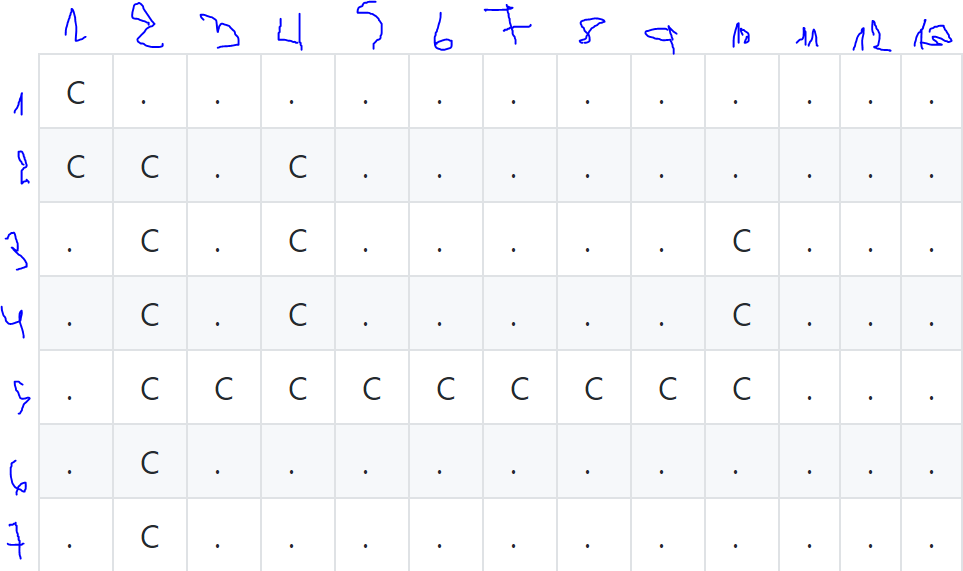 1 2 3 4 5 6 7 8 9 10 11 12
1 C . . . . . . . . . . . .
2 C C . C . . . . . . . . .
3 . C . C . . . . . C . . .
4 . C . C . . . . . C . . .
5 . C C C C C C C C C . . .
6 . C . . . . . . . . . . .
7 . C . . . . . . . . . . .